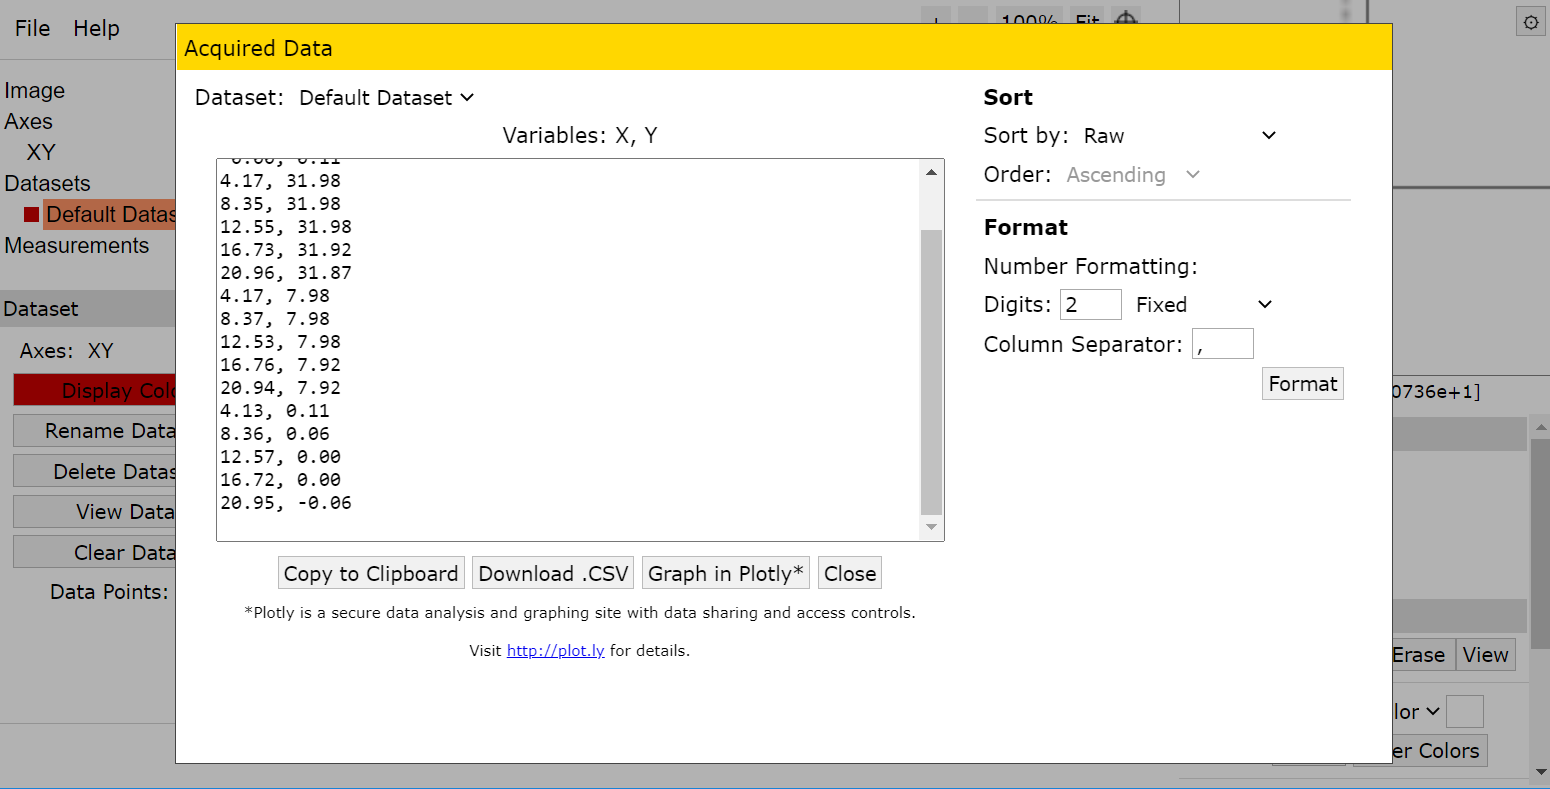 File Help
100% Fit
Acquired Data
Image
Axes
XY
Datasets
Default Datas
Measurements
Dataset
Axes: XY
Display Colo
Rename Data
Delete Datas
View Data
Clear Data
Data Points:
Dataset: Default Dataset
Variables: X, Y
4.17, 31.98
8.35, 31.98
12.55, 31.98
16.73, 31.92
20.96, 31.87
4.17, 7.98
8.37, 7.98
12.53, 7.98
16.76, 7.92
20.94, 7.92
4.13, 0.11
8.36, 0.06
12.57, 0.00
16.72, 0.00
20.95, -0.06
Copy to Clipboard Download .CSV Graph in Plotly* Close
*Plotly is a secure data analysis and graphing site with data sharing and access controls.
Visit http://plot.ly for details.
Sort
Sort by: Raw
Order: Ascending
Format
Number Formatting:
Digits: 2 Fixed
Column Separator: ,
Format
0736e+1]
Erase View
lor
er Colors